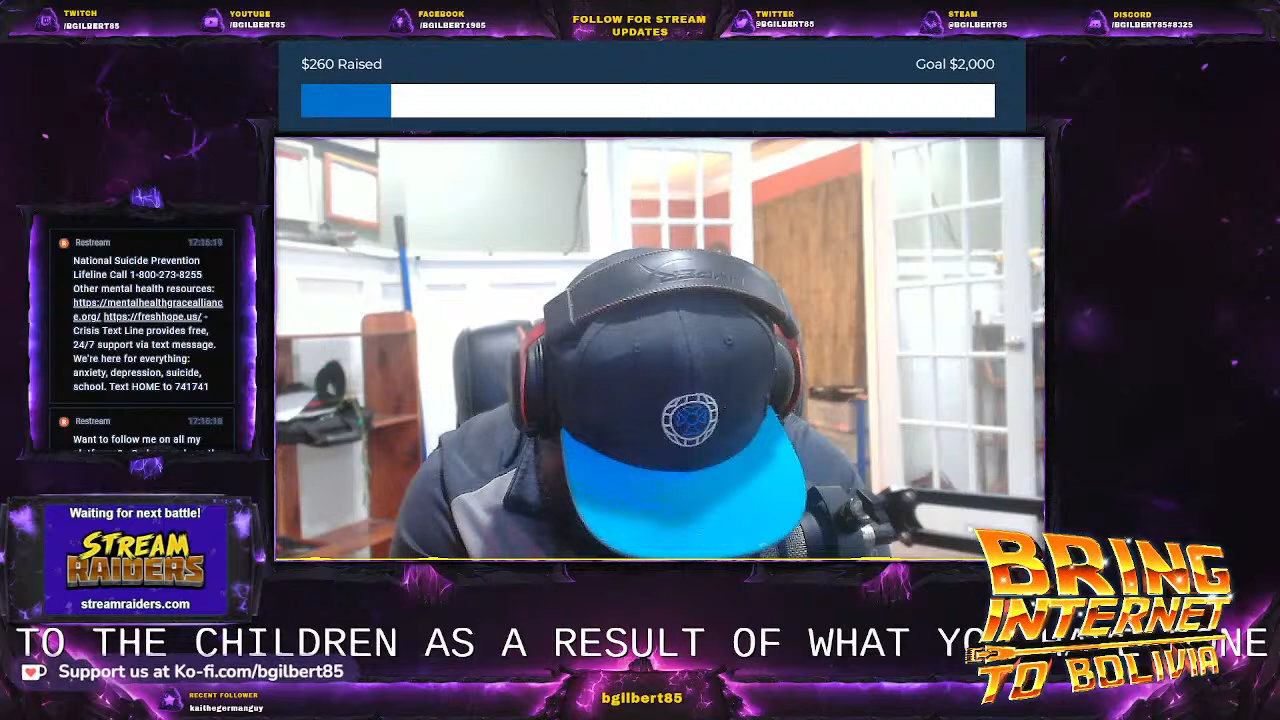 TWITCH
/BGILBERT85
YOUTUBE
/BGILBERT85
FACEBOOK
/BGILBERT1985
FOLLOW FOR STREAM
UPDATES
TWITTER
@BGILBERT85
STEAM
@BGILBERT85
DISCORD
/BGILBERT85#8325
$260 Raised
Goal $2,000
Restream 17:16:19
National Suicide Prevention
Lifeline Call 1-800-273-8255
Other mental health resources:
https://mentalhealthgracealllianc
e.org/ https://freshhope.us/ -
Crisis Text Line provides free,
24/7 support via text message.
We're here for everything:
anxiety, depression, suicide,
school. Text HOME to 741741
Restream 17:16:18
Want to follow me on all my
Waiting for next battle!
STREAM
RAIDERS
streamraiders.com
BRING
INTERNET
TO BOLIVIA
TO THE CHILDREN AS A RESULT OF WHAT
Support us at Ko-fi.com/bgilbert85
RECENT FOLLOWER
kaithegermanguy
bgilbert85